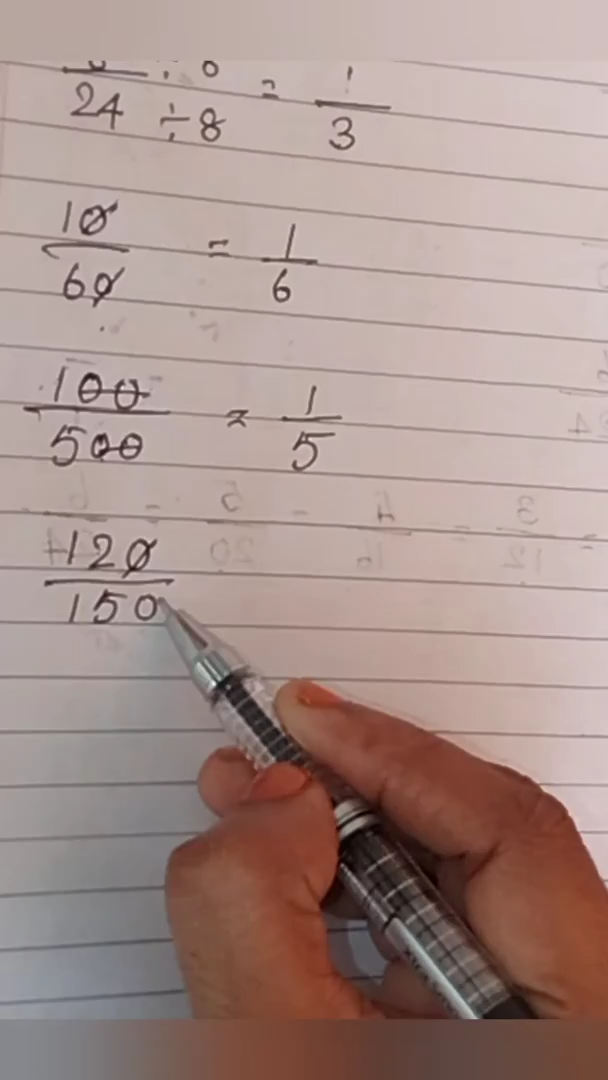 24 ÷ 8 = 1/3
10/60 = 1/6
100/500 = 1/5
120/150